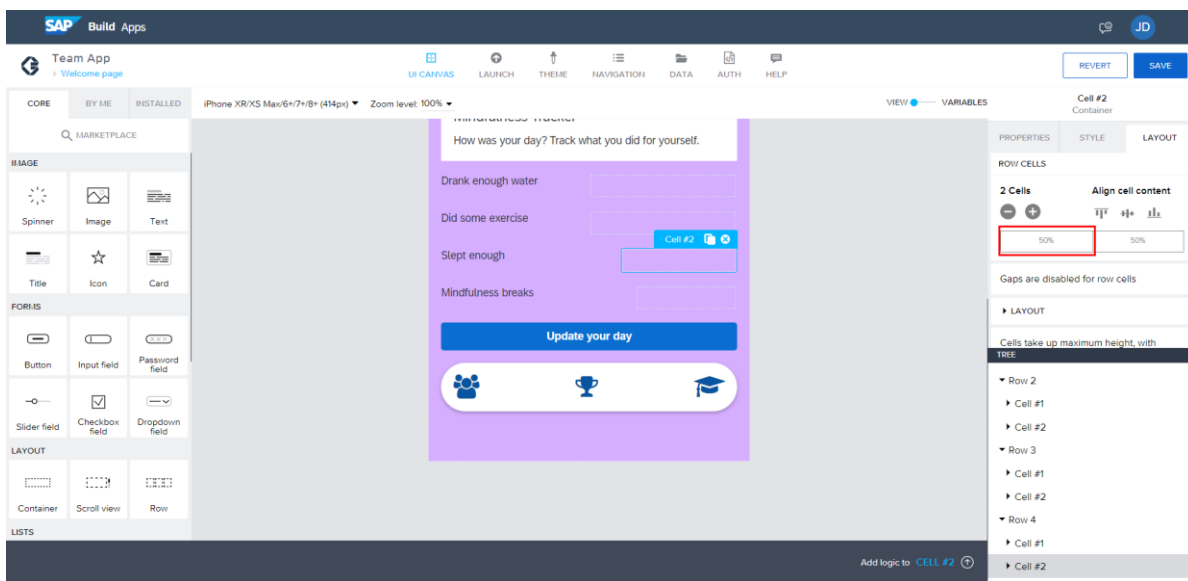 SAP Build Apps
JD
Team App
Welcome page
UI CANVAS LAUNCH THEME NAVIGATION DATA AUTH HELP
REVERT SAVE
CORE BY ME INSTALLED
iPhone XR/XS Max/6+/7+/8+ (414px) Zoom level: 100%
VIEW VARIABLES
Cell #2
Container
MARKETPLACE
PROPERTIES STYLE LAYOUT
IMAGE
Spinner Image Text
Title Icon Card
FORMS
Button Input field Password field
Slider field Checkbox field Dropdown field
LAYOUT
Container Scroll view Row
LISTS
Mindfulness Tracker
How was your day? Track what you did for yourself.
Drank enough water
Did some exercise
Cell #2
Slept enough
Mindfulness breaks
Update your day
ROW CELLS
2 Cells Align cell content
50% 50%
Gaps are disabled for row cells
LAYOUT
Cells take up maximum height, with
TREE
Row 2
Cell #1
Cell #2
Row 3
Cell #1
Cell #2
Row 4
Cell #1
Cell #2
Add logic to CELL #2